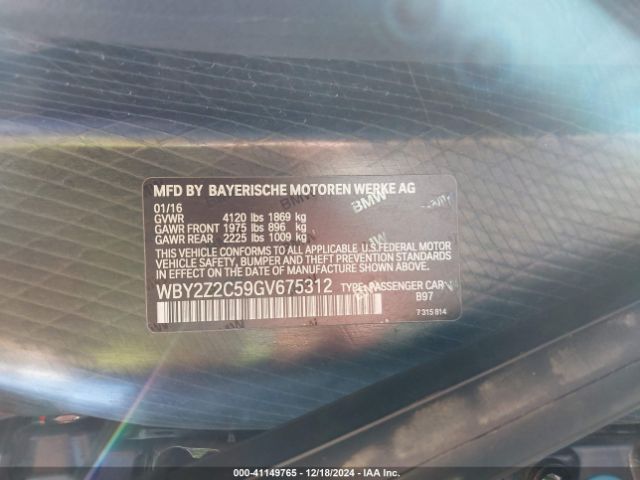 MFD BY BAYERISCHE MOTOREN WERKE AG
01/16
GVWR 4120 lbs 1869 kg
GAWR FRONT 1975 lbs 896 kg
GAWR REAR 2225 lbs 1009 kg
THIS VEHICLE CONFORMS TO ALL APPLICABLE U.S.FEDERAL MOTOR
VEHICLE SAFETY, BUMPER, AND THEFT PREVENTION STANDARDS
IN EFFECT ON THE DATE OF MANUFACTURE SHOWN ABOVE.
WBY2Z2C59GV675312 TYPE: PASSENGER CAR
B97
7 315 814
BMW
000-41149765 - 12/18/2024 - IAA Inc.